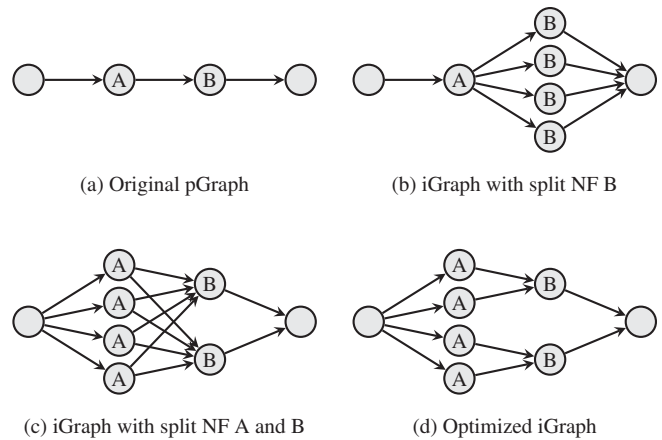 A B
A B B B B
(a) Original pGraph
(b) iGraph with split NF B
A A A A B B
A A A A B B
(c) iGraph with split NF A and B
(d) Optimized iGraph